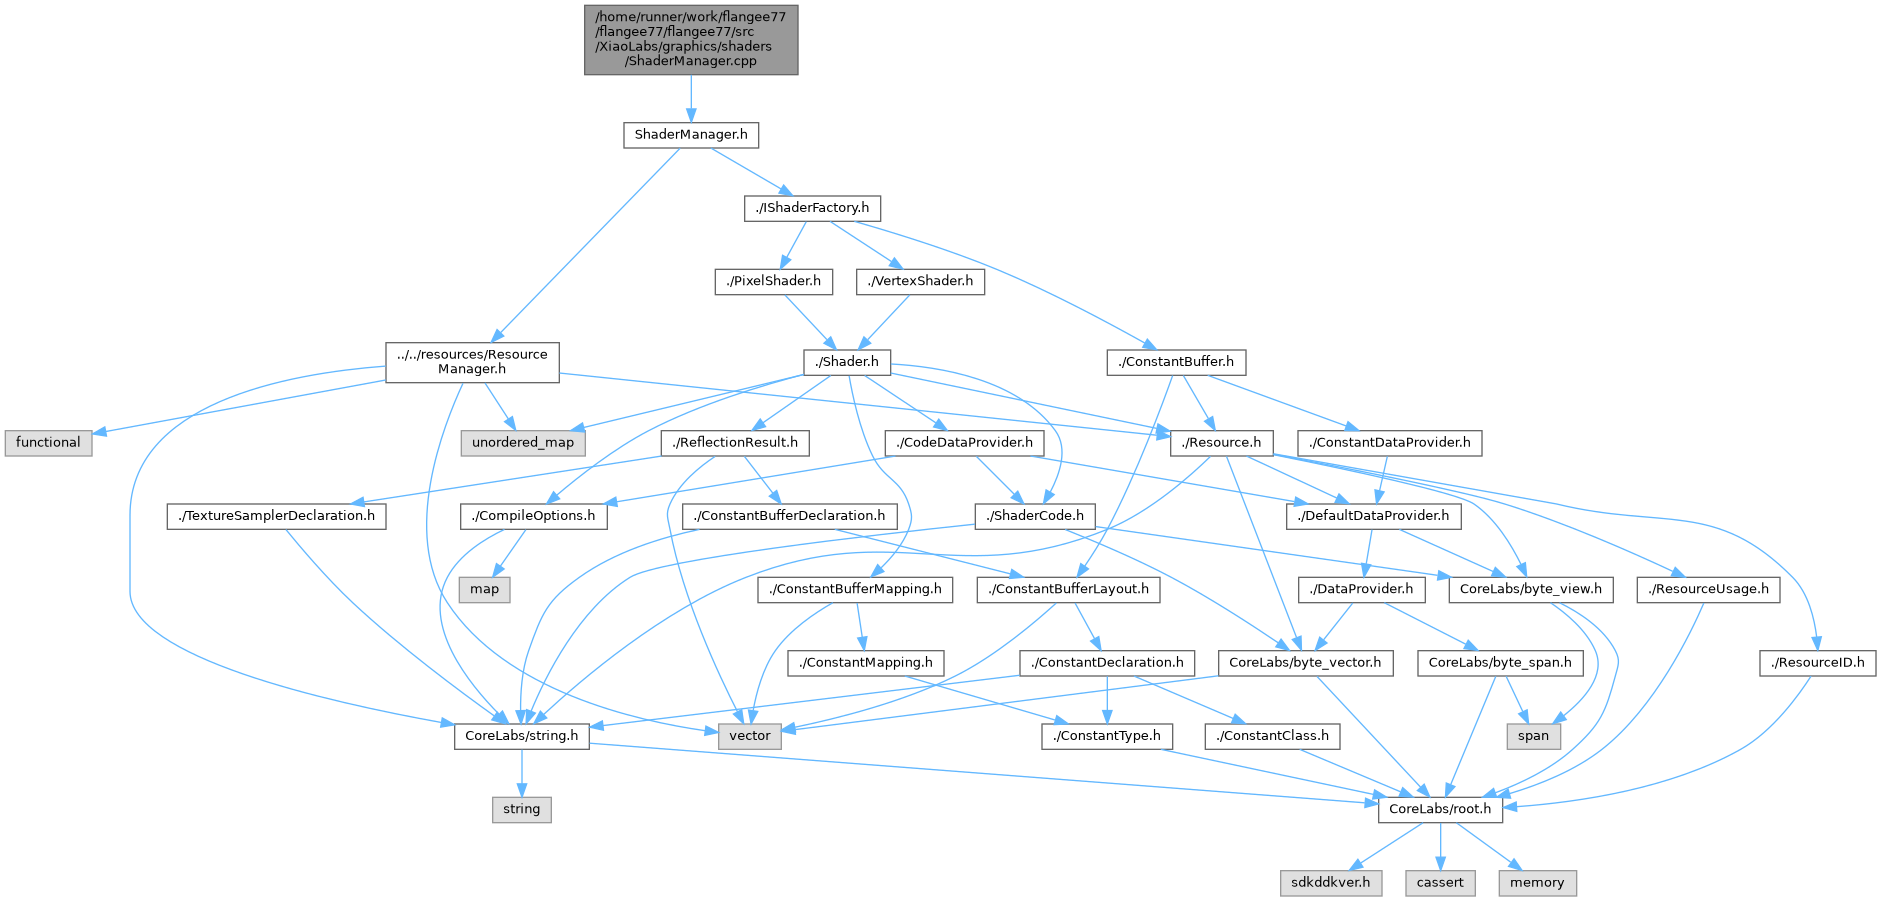 /home/runner/work/flangee77
/flangee77/flangee77/src
/XiaoLabs/graphics/shaders
/ShaderManager.cpp
ShaderManager.h
./IShaderFactory.h
./PixelShader.h
./VertexShader.h
../../resources/Resource
Manager.h
./Shader.h
./ConstantBuffer.h
functional
unordered_map
./ReflectionResult.h
./CodeDataProvider.h
./Resource.h
./ConstantDataProvider.h
./TextureSamplerDeclaration.h
./CompileOptions.h
./ConstantBufferDeclaration.h
./ShaderCode.h
./DefaultDataProvider.h
map
./ConstantBufferMapping.h
./ConstantBufferLayout.h
./DataProvider.h
CoreLabs/byte_view.h
./ResourceUsage.h
./ConstantMapping.h
./ConstantDeclaration.h
CoreLabs/byte_vector.h
CoreLabs/byte_span.h
./ResourceID.h
CoreLabs/string.h
vector
./ConstantType.h
./ConstantClass.h
span
string
CoreLabs/root.h
sdkddkver.h
cassert
memory